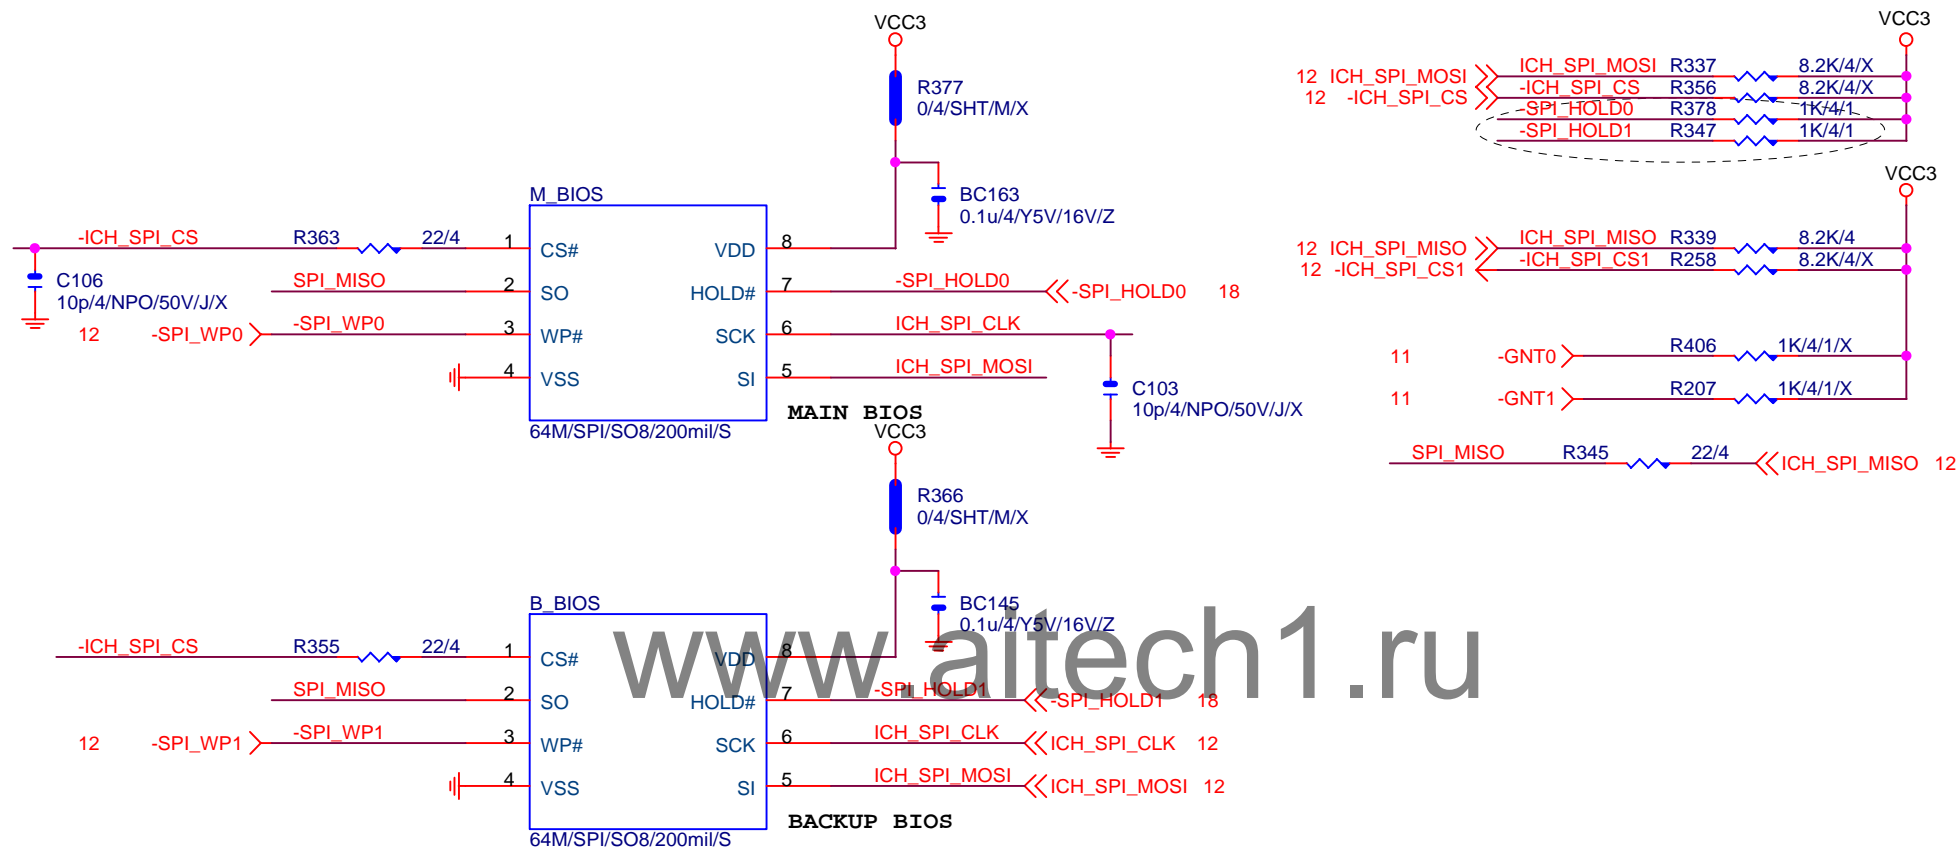 VCC3
R377
0/4/SHT/M/X
BC163
0.1u/4/Y5V/16V/Z
M_BIOS
-ICH_SPI_CS R363 22/4 1 CS# VDD 8
C106
10p/4/NPO/50V/J/X
SPI_MISO 2 SO HOLD# 7 -SPI_HOLD0 -SPI_HOLD0 18
12 -SPI_WP0 -SPI_WP0 3 WP# SCK 6 ICH_SPI_CLK
4 VSS SI 5 ICH_SPI_MOSI
C103
10p/4/NPO/50V/J/X
MAIN BIOS
64M/SPI/SO8/200mil/S
VCC3
R366
0/4/SHT/M/X
BC145
0.1u/4/Y5V/16V/Z
B_BIOS
-ICH_SPI_CS R355 22/4 1 CS# VDD 8
SPI_MISO 2 SO HOLD# 7 -SPI_HOLD1 -SPI_HOLD1 18
12 -SPI_WP1 -SPI_WP1 3 WP# SCK 6 ICH_SPI_CLK ICH_SPI_CLK 12
4 VSS SI 5 ICH_SPI_MOSI ICH_SPI_MOSI 12
BACKUP BIOS
64M/SPI/SO8/200mil/S
www.aitech1.ru
VCC3
12 ICH_SPI_MOSI ICH_SPI_MOSI R337 8.2K/4/X
12 -ICH_SPI_CS -ICH_SPI_CS R356 8.2K/4/X
-SPI_HOLD0 R378 1K/4/1
-SPI_HOLD1 R347 1K/4/1
VCC3
12 ICH_SPI_MISO ICH_SPI_MISO R339 8.2K/4
12 -ICH_SPI_CS1 -ICH_SPI_CS1 R258 8.2K/4/X
11 -GNT0 R406 1K/4/1/X
11 -GNT1 R207 1K/4/1/X
SPI_MISO R345 22/4 ICH_SPI_MISO 12